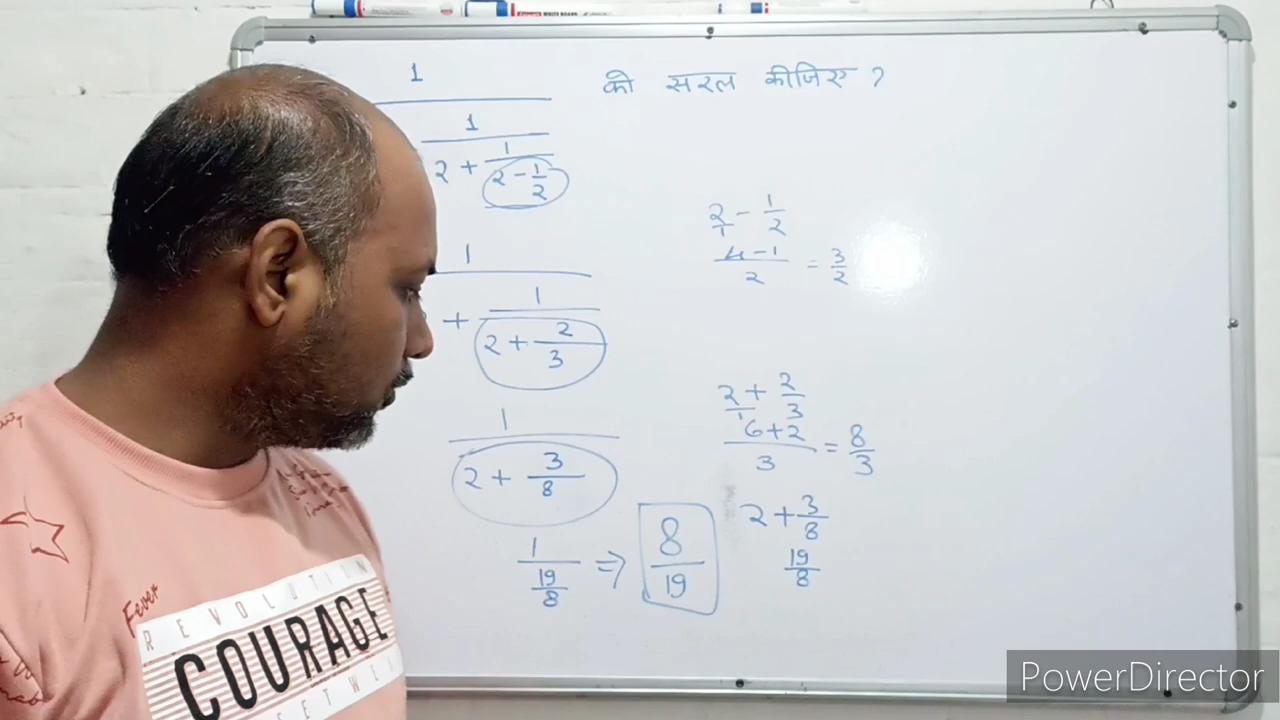 1 को सरल कीजिए ?
1
2 + 1
2 - 1
2
2/1 - 1/2
4-1/2 = 3/2
1
+ 1
2 + 2/3
2/1 + 2/3
6+2/3 = 8/3
1
2 + 3/8
2 + 3/8
19/8
1
19/8 ⇒ 8/19
Fever
REVOLUTION
COURAGE
PowerDirector